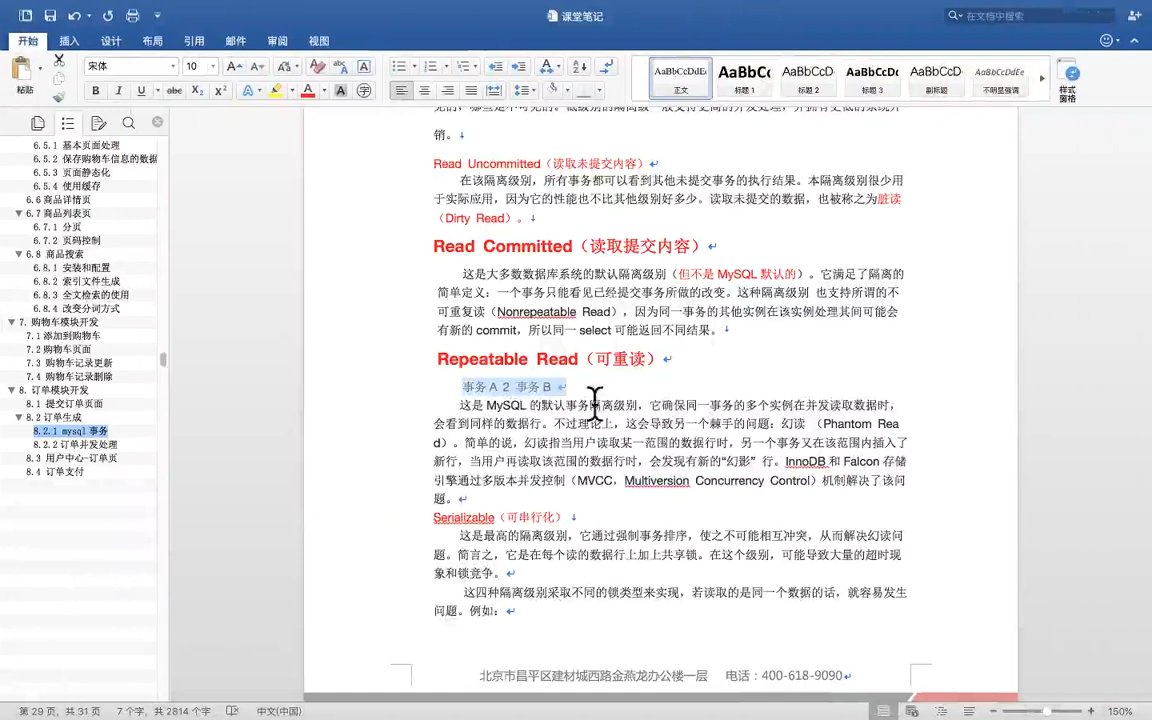 课堂笔记
在文档中搜索
开始 插入 设计 布局 引用 邮件 审阅 视图
宋体 10
AaBbCcDdEe AaBbCc AaBbCcD AaBbCcD AaBbCcD AaBbCcDdEe
粘贴 正文 标题 1 标题 2 标题 3 副标题 不明显强调 样式
窗格
6.5.1 基本页面处理
6.5.2 保存购物车信息的数据
6.5.3 页面静态化
6.5.4 使用缓存
6.6 商品详情页
6.7 商品列表页
6.7.1 分页
6.7.2 页码控制
6.8 商品搜索
6.8.1 安装和配置
6.8.2 索引文件生成
6.8.3 全文检索的使用
6.8.4 改变分词方式
7. 购物车模块开发
7.1 添加到购物车
7.2 购物车页面
7.3 购物车记录更新
7.4 购物车记录删除
8. 订单模块开发
8.1 提交订单页面
8.2 订单生成
8.2.1 mysql 事务
8.2.2 订单并发处理
8.3 用户中心-订单页
8.4 订单支付
销。
Read Uncommitted（读取未提交内容）
在该隔离级别，所有事务都可以看到其他未提交事务的执行结果。本隔离级别很少用
于实际应用，因为它的性能也不比其他级别好多少。读取未提交的数据，也被称之为脏读
（Dirty Read）。
Read Committed（读取提交内容）
这是大多数数据库系统的默认隔离级别（但不是 MySQL 默认的）。它满足了隔离的
简单定义：一个事务只能看见已经提交事务所做的改变。这种隔离级别 也支持所谓的不
可重复读（Nonrepeatable Read），因为同一事务的其他实例在该实例处理其间可能会
有新的 commit，所以同一 select 可能返回不同结果。
Repeatable Read（可重读）
事务 A 2 事务 B
这是 MySQL 的默认事务隔离级别，它确保同一事务的多个实例在并发读取数据时，
会看到同样的数据行。不过理论上，这会导致另一个棘手的问题：幻读 （Phantom Rea
d）。简单的说，幻读指当用户读取某一范围的数据行时，另一个事务又在该范围内插入了
新行，当用户再读取该范围的数据行时，会发现有新的“幻影” 行。InnoDB 和 Falcon 存储
引擎通过多版本并发控制（MVCC，Multiversion Concurrency Control）机制解决了该问
题。
Serializable（可串行化）
这是最高的隔离级别，它通过强制事务排序，使之不可能相互冲突，从而解决幻读问
题。简言之，它是在每个读的数据行上加上共享锁。在这个级别，可能导致大量的超时现
象和锁竞争。
这四种隔离级别采取不同的锁类型来实现，若读取的是同一个数据的话，就容易发生
问题。例如：
北京市昌平区建材城西路金燕龙办公楼一层 电话：400-618-9090
第 29 页，共 31 页 7 个字，共 2814 个字 中文(中国) 150%